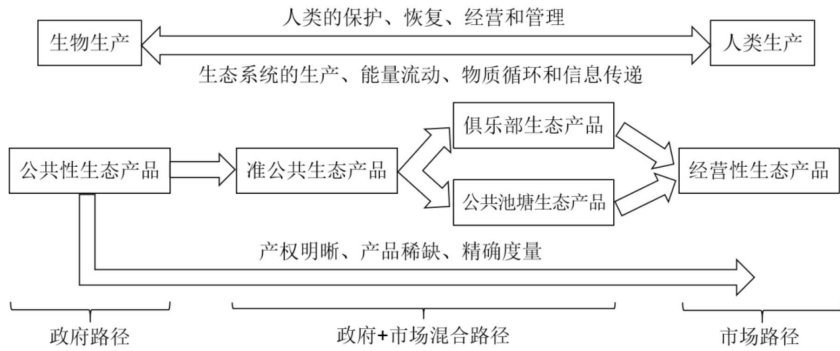 人类的保护、恢复、经营和管理
生物生产
人类生产
生态系统的生产、能量流动、物质循环和信息传递
俱乐部生态产品
公共性生态产品
准公共生态产品
经营性生态产品
公共池塘生态产品
产权明晰、产品稀缺、精确度量
政府路径
政府+市场混合路径
市场路径